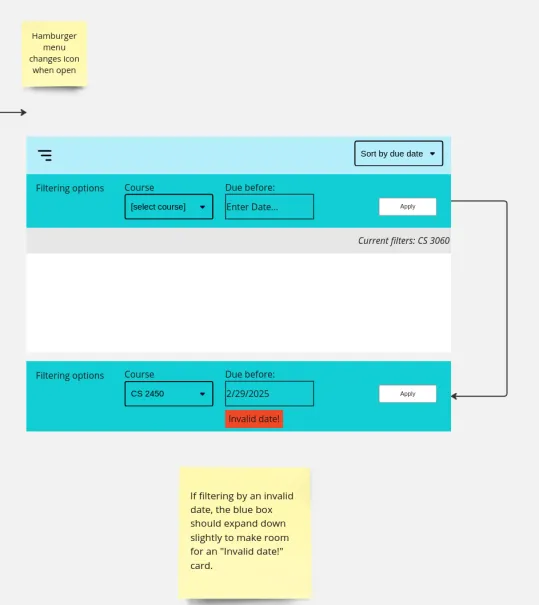 Hamburger
menu
changes icon
when open
Sort by due date
Filtering options
Course
Due before:
[select course]
Enter Date...
Apply
Current filters: CS 3060
Filtering options
Course
Due before:
CS 2450
2/29/2025
Apply
Invalid date!
If filtering by an invalid
date, the blue box
should expand down
slightly to make room
for an "Invalid date!"
card.